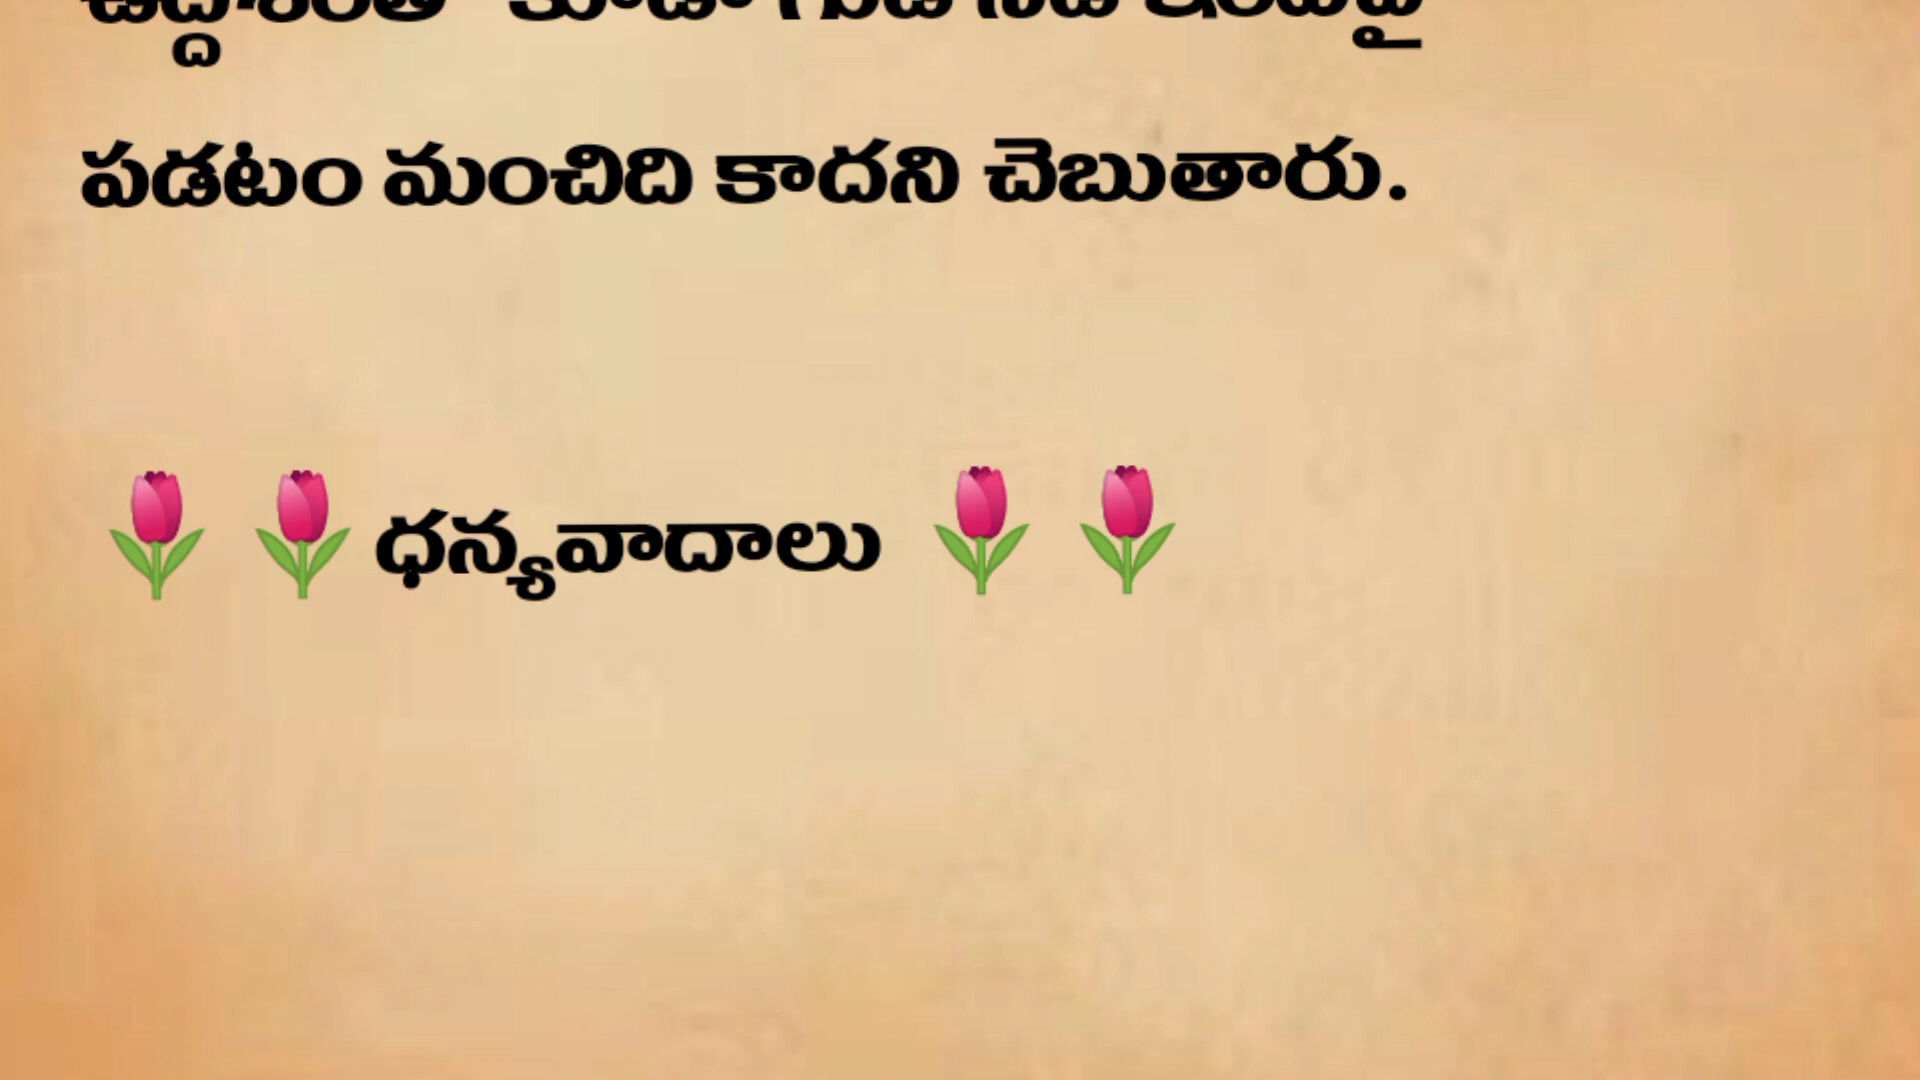 కూడా గుడి నీడ ఇంటిపై
పడటం మంచిది కాదని చెబుతారు.
🌷 🌷 ధన్యవాదాలు 🌷 🌷